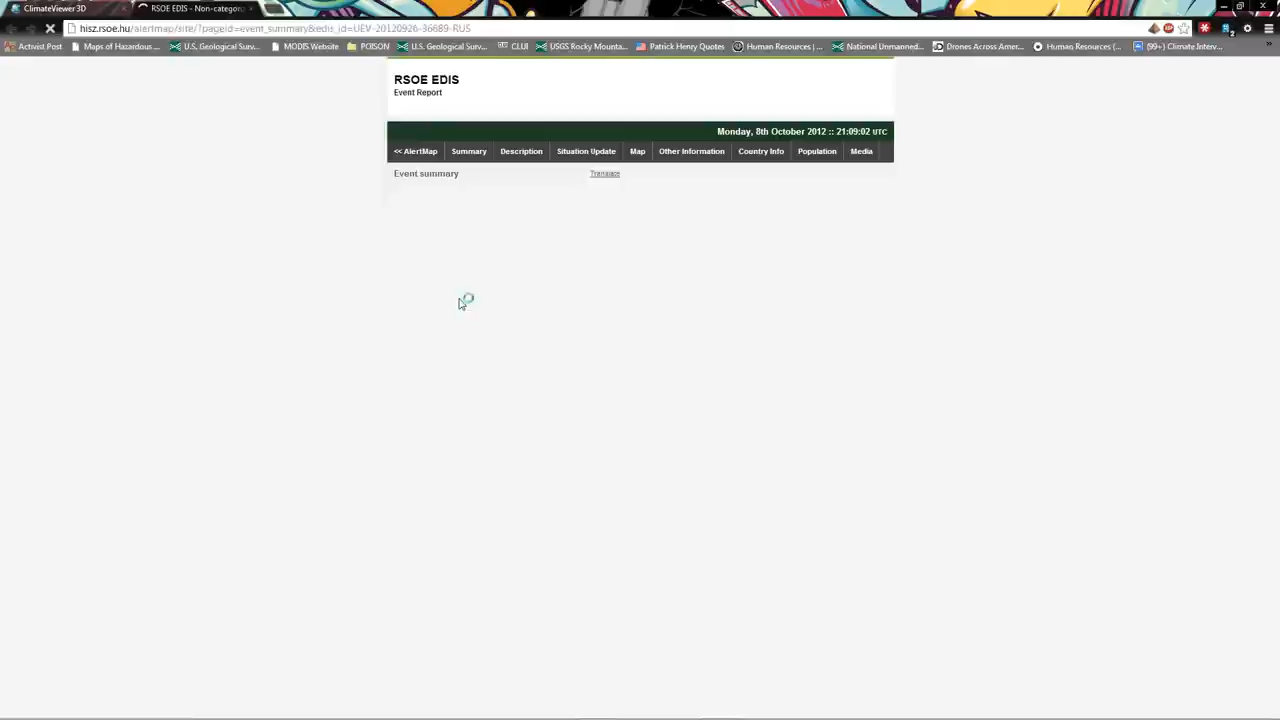 ClimateViewer 3D
RSOE EDIS - Non-categor
hisz.rsoe.hu/alertmap/site/?pageid=event_summary&edis_id=UEV-20120926-36689-RUS
Activist Post
Maps of Hazardous ...
U.S. Geological Surv...
MODIS Website
POISON
U.S. Geological Surv...
CLUI
USGS Rocky Mounta...
Patrick Henry Quotes
Human Resources | ...
National Unmanned...
Drones Across Amer...
Human Resources (...
(99+) Climate Interv...
»
RSOE EDIS
Event Report
Monday, 8th October 2012 :: 21:09:02 UTC
<< AlertMap Summary Description Situation Update Map Other Information Country Info Population Media
Event summary
Translate